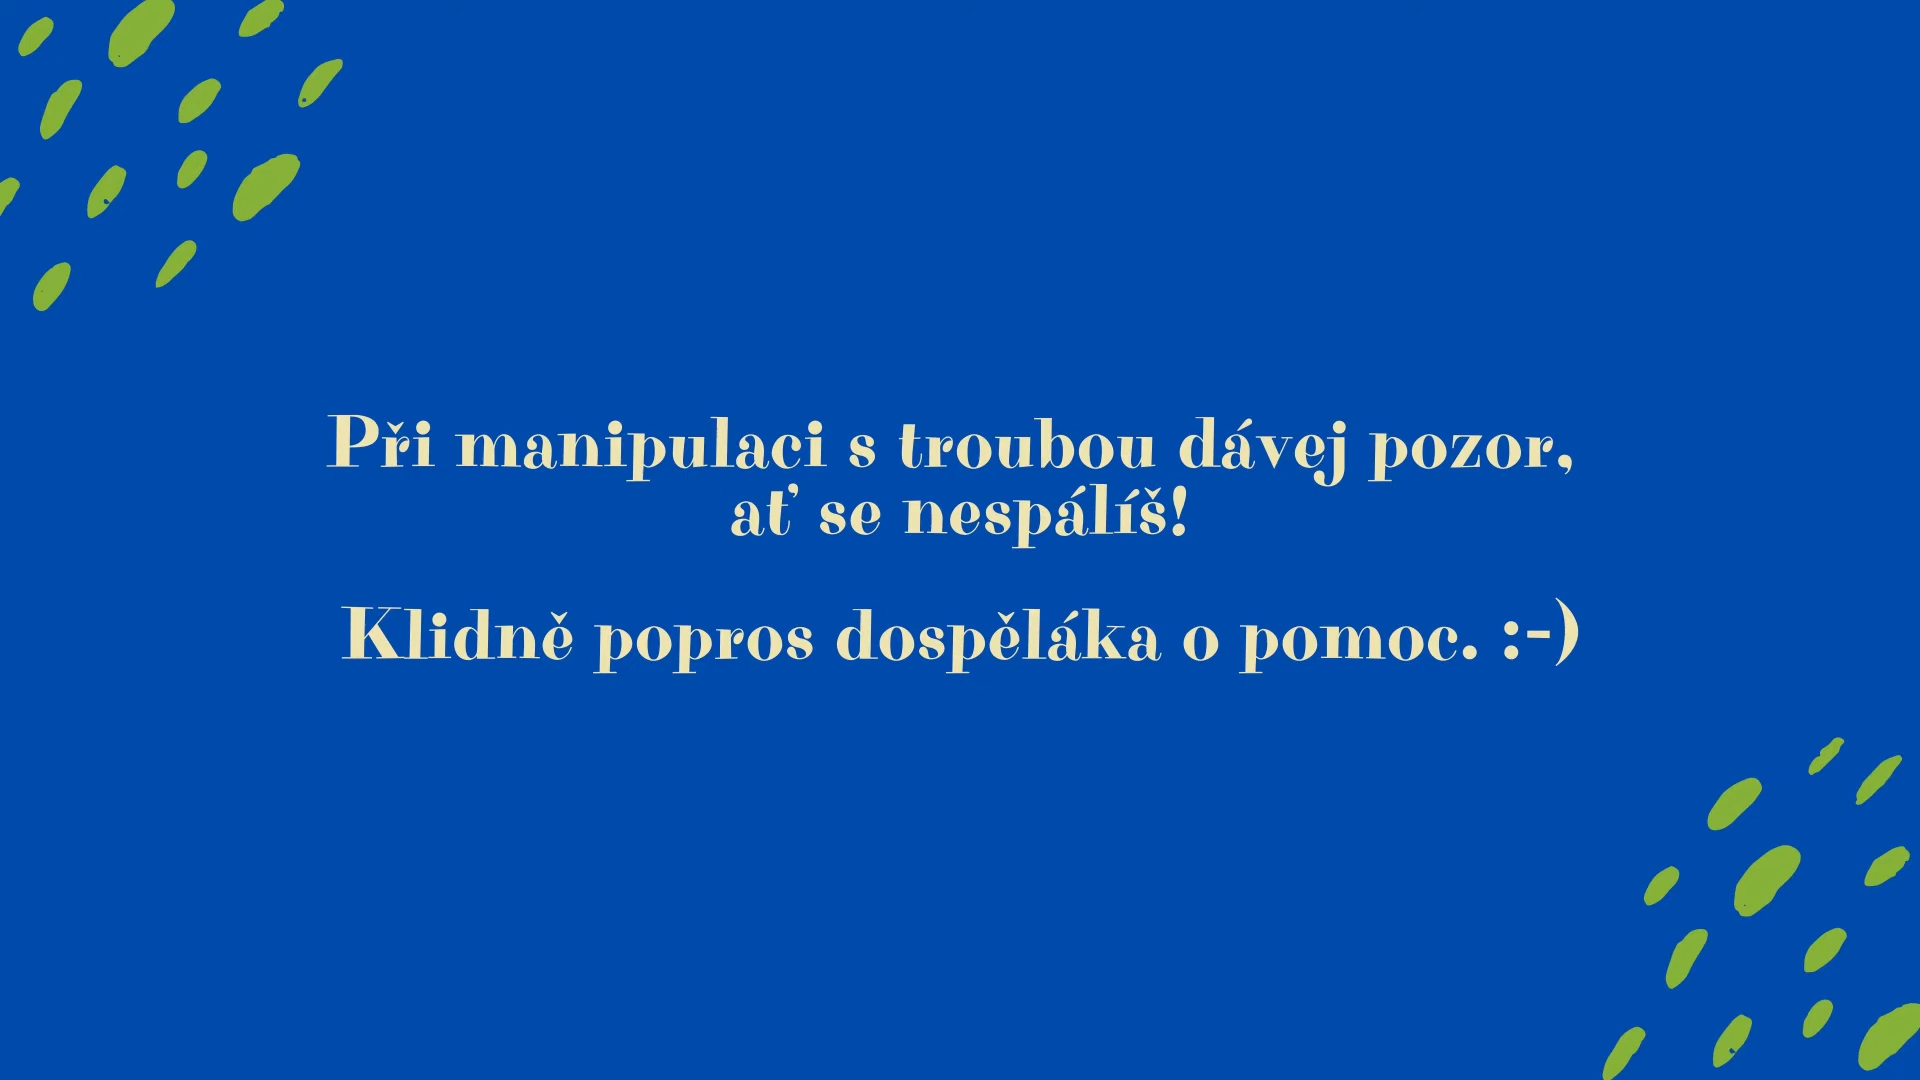 Při manipulaci s troubou dávej pozor,
ať se nespálíš!
Klidně popros dospěláka o pomoc. :-)